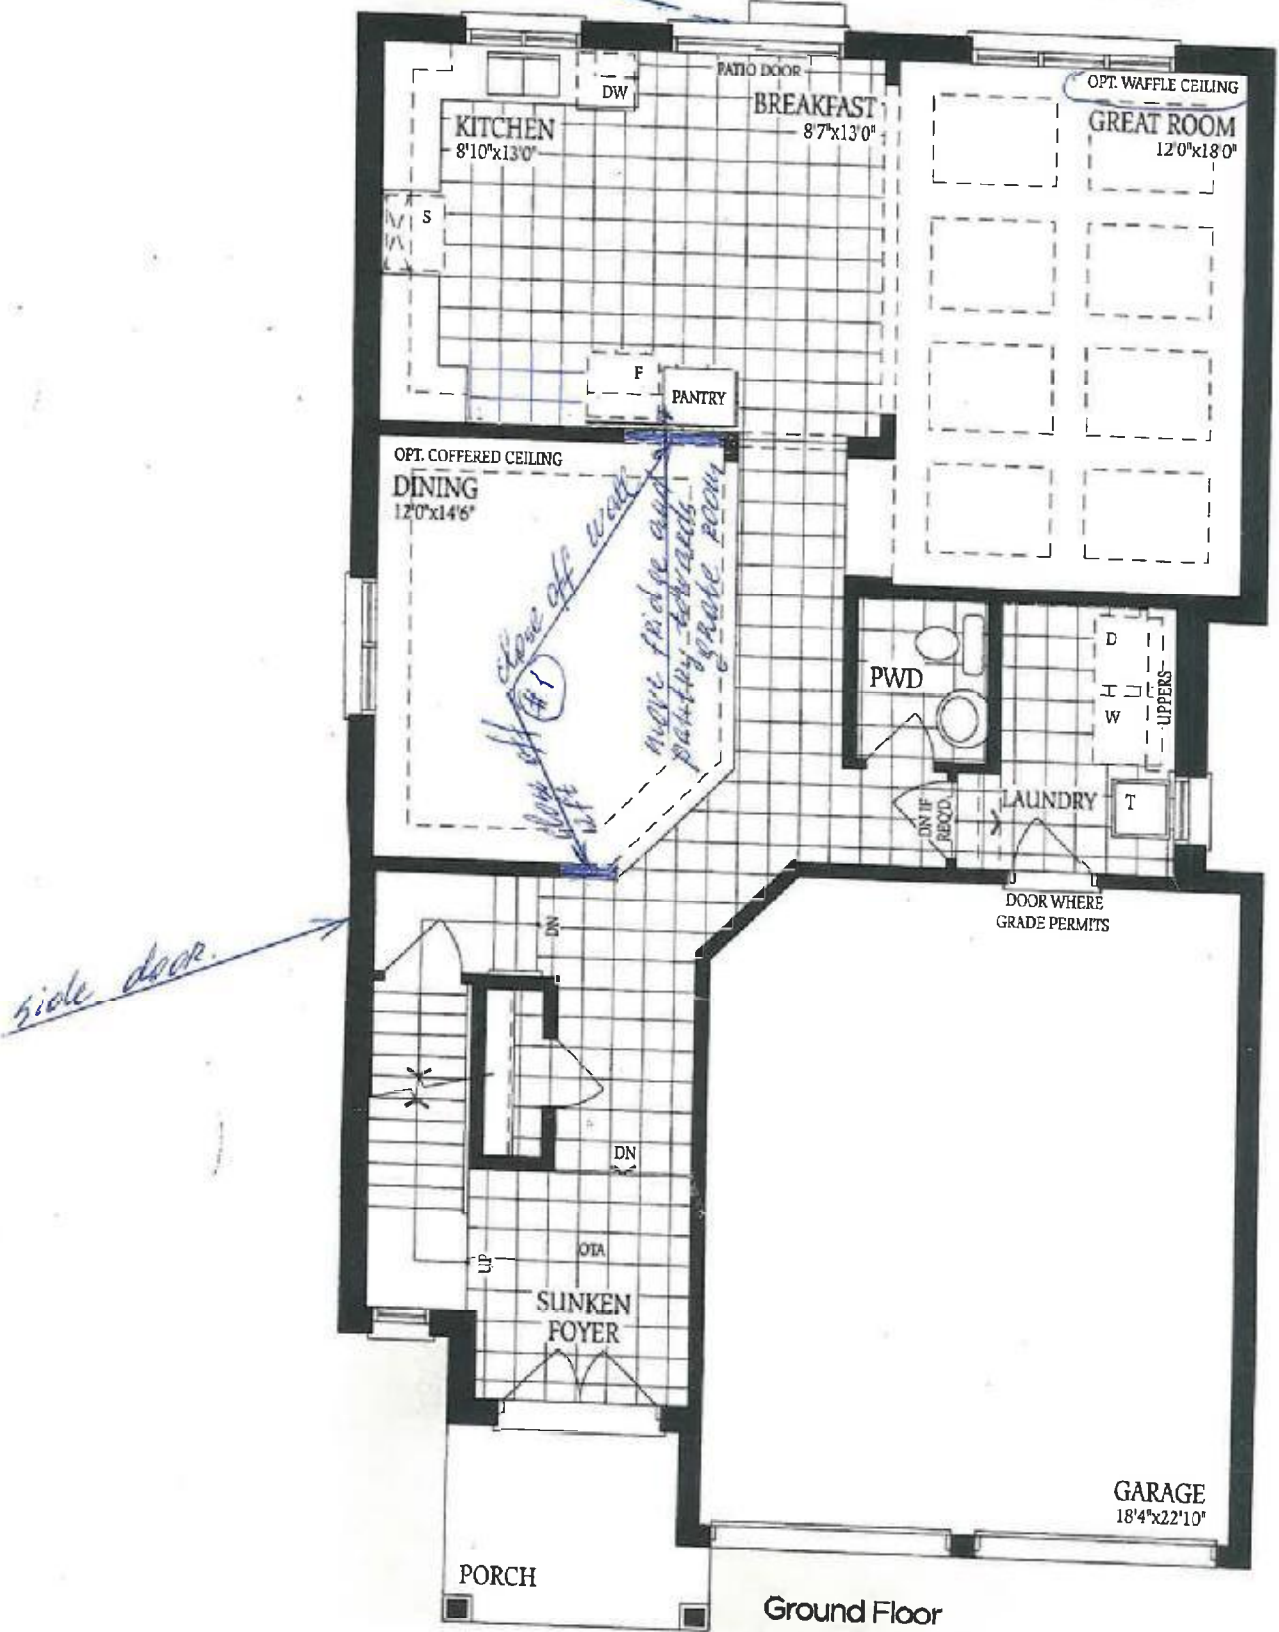 PATIO DOOR
OPT. WAFFLE CEILING
DW
BREAKFAST
8'7"x13'0"
GREAT ROOM
12'0"x18'0"
KITCHEN
8'10"x13'0"
S
F
PANTRY
OPT. COFFERED CEILING
DINING
12'0"x14'6"
close off wall
move fridge and
pantry towards
great room
#1
close off
2ft
PWD
D
W
UPPERS
LAUNDRY
T
DN IF
REQ'D
DOOR WHERE
GRADE PERMITS
DN
side door.
DN
UP
OTA
SUNKEN
FOYER
GARAGE
18'4"x22'10"
PORCH
Ground Floor